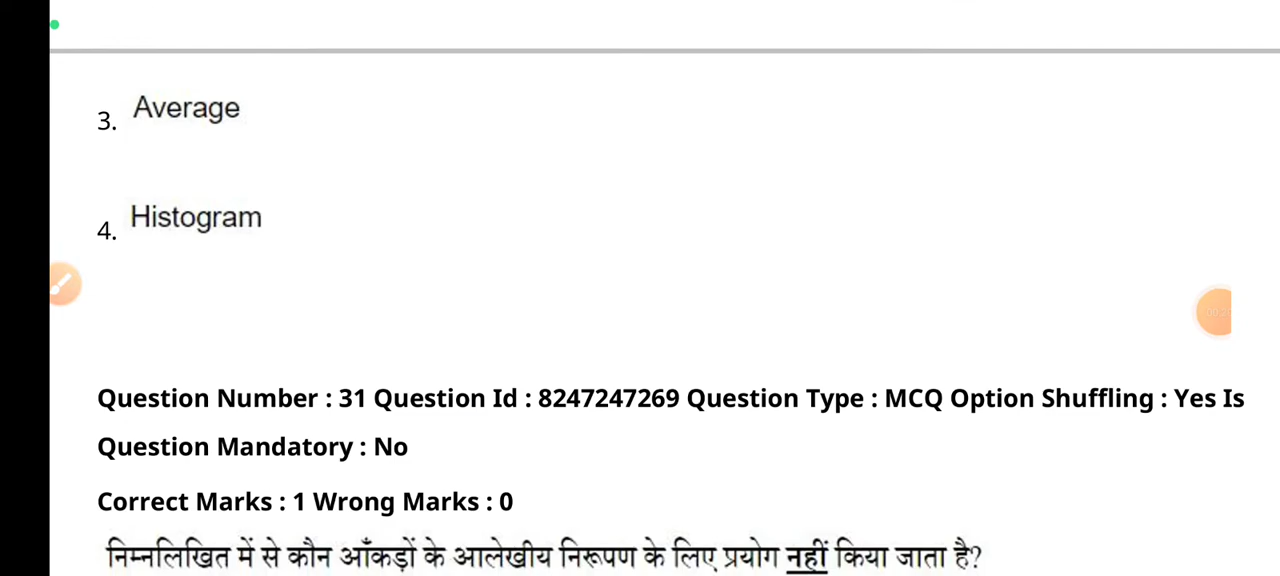 3. Average
4. Histogram
Question Number : 31 Question Id : 8247247269 Question Type : MCQ Option Shuffling : Yes Is
Question Mandatory : No
Correct Marks : 1 Wrong Marks : 0
निम्नलिखित में से कौन आँकड़ों के आलेखीय निरूपण के लिए प्रयोग नहीं किया जाता है?